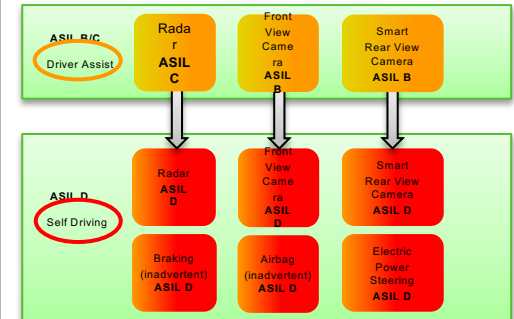 ASIL B/C
Driver Assist
Rada
r
ASIL
C
Front
View
Came
ra
ASIL
B
Smart
Rear View
Camera
ASIL B
ASIL D
Self Driving
Radar
ASIL
D
Front
View
Came
ra
ASIL
D
Smart
Rear View
Camera
ASIL D
Braking
(inadvertent)
ASIL D
Airbag
(inadvertent)
ASIL D
Electric
Power
Steering
ASIL D